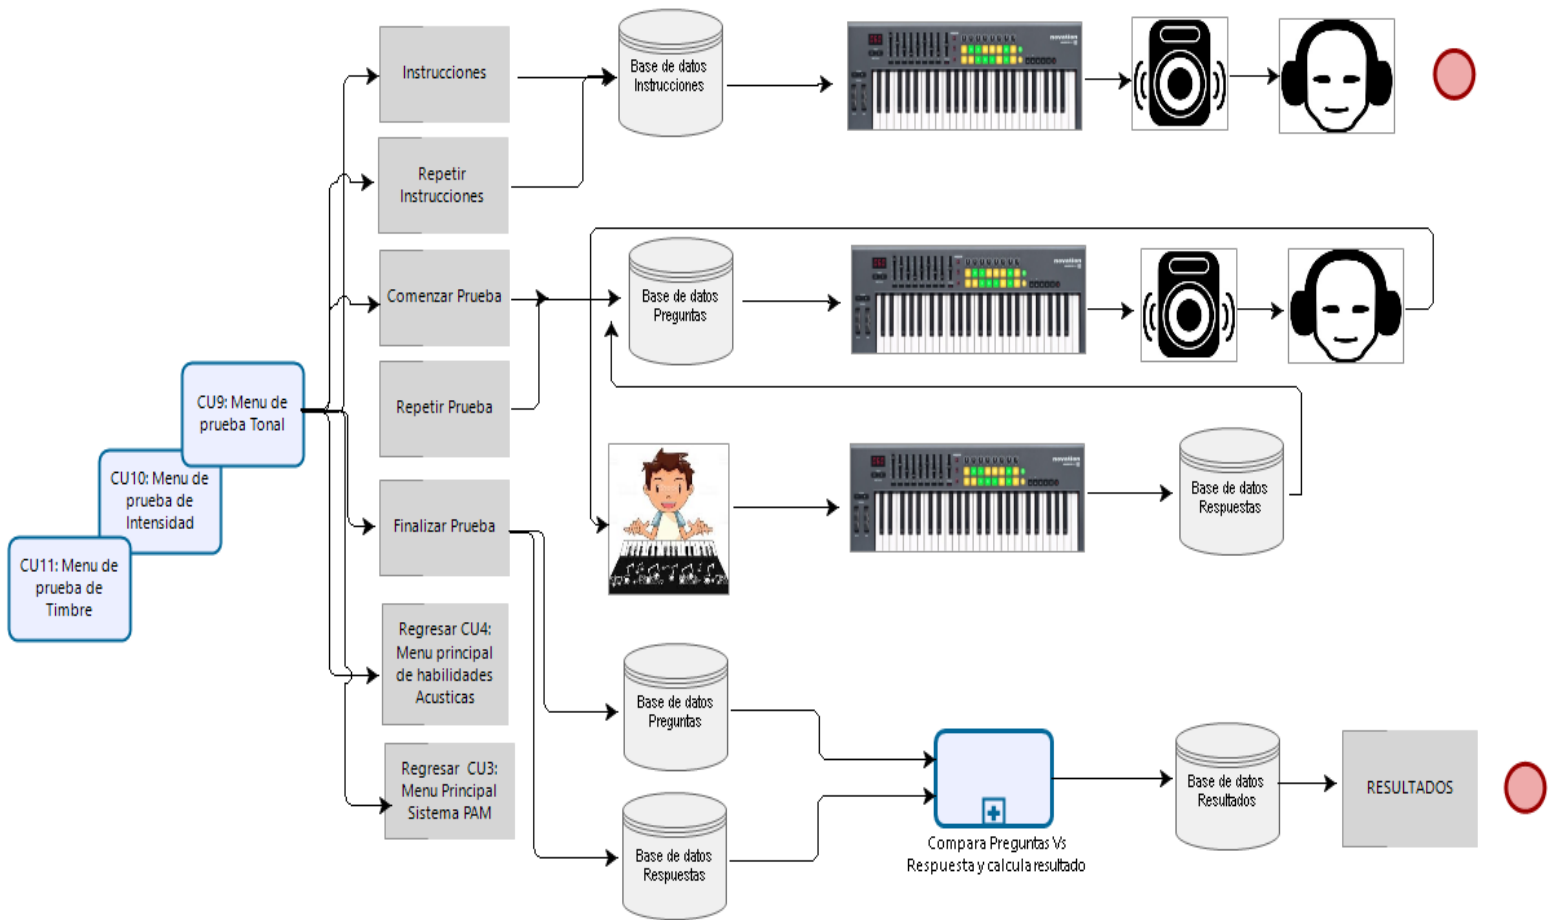 Instrucciones
Base de datos
Instrucciones
novation
Repetir
Instrucciones
Comenzar Prueba
Base de datos
Preguntas
novation
Repetir Prueba
CU9: Menu de
prueba Tonal
CU10: Menu de
prueba de
Intensidad
CU11: Menu de
prueba de
Timbre
Finalizar Prueba
novation
Base de datos
Respuestas
Regresar CU4:
Menu principal
de habilidades
Acusticas
Base de datos
Preguntas
Regresar CU3:
Menu Principal
Sistema PAM
Base de datos
Respuestas
Compara Preguntas Vs
Respuesta y calcula resultado
Base de datos
Resultados
RESULTADOS